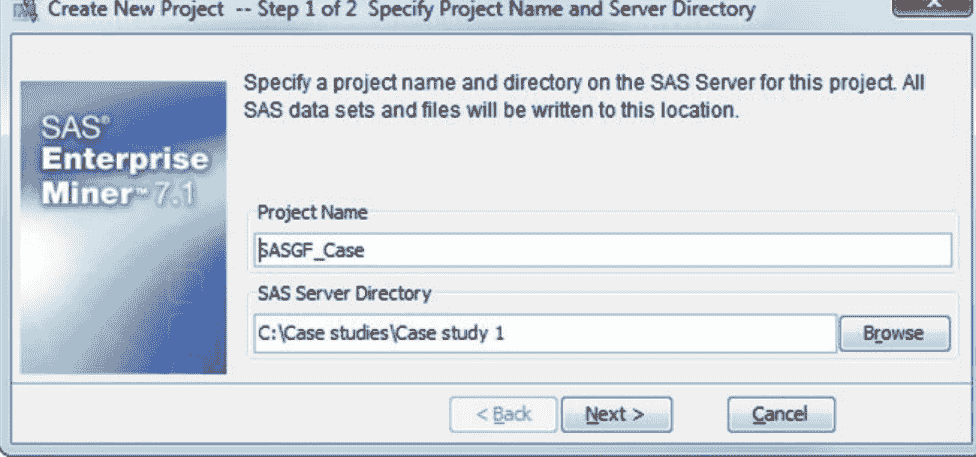 Create New Project -- Step 1 of 2 Specify Project Name and Server Directory
Specify a project name and directory on the SAS Server for this project. All
SAS data sets and files will be written to this location.
SAS®
Enterprise
Miner™ 7.1
Project Name
SASGF_Case
SAS Server Directory
C:\Case studies\Case study 1
Browse
< Back
Next >
Cancel